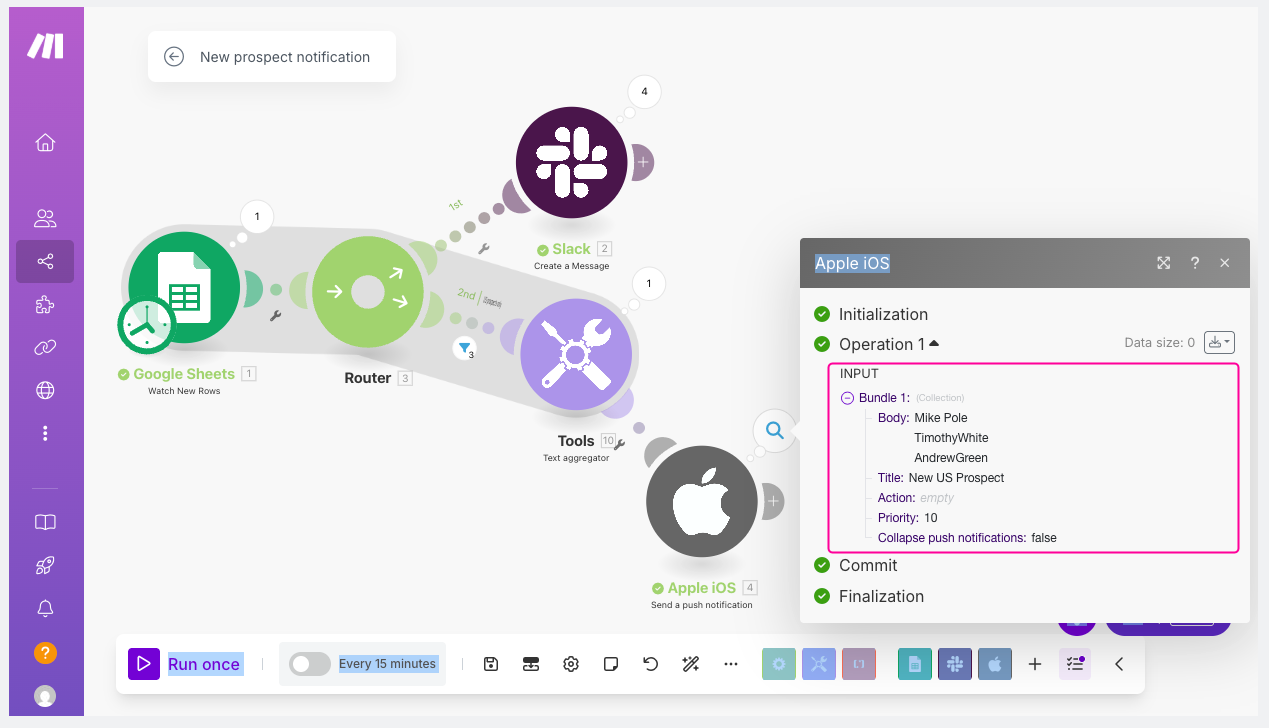 New prospect notification
4
1
1st
Slack 2
Create a Message
1
2nd
3
Google Sheets 1
Watch New Rows
Router 3
Tools 10
Text aggregator
Apple iOS 4
Send a push notification
Apple iOS
?
Initialization
Operation 1
Data size: 0
INPUT
Bundle 1: (Collection)
Body: Mike Pole
TimothyWhite
AndrewGreen
Title: New US Prospect
Action: empty
Priority: 10
Collapse push notifications: false
Commit
Finalization
?
Run once
Every 15 minutes